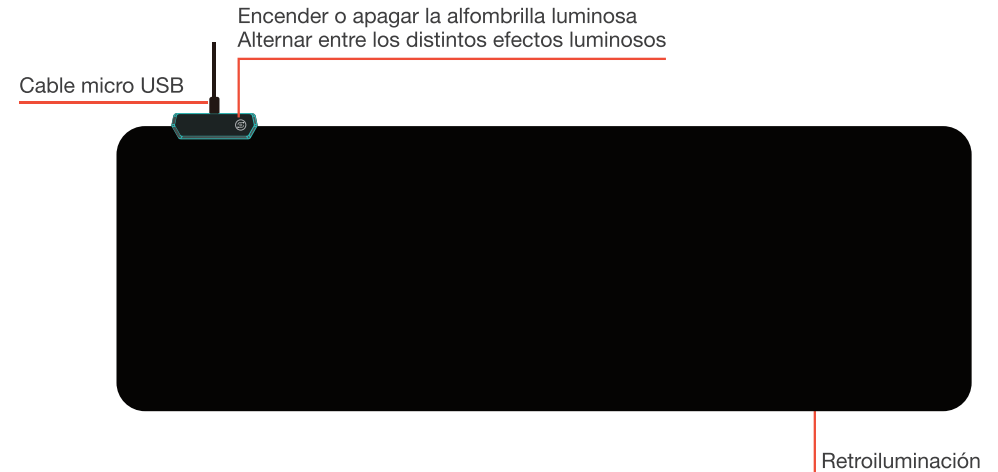 Encender o apagar la alfombrilla luminosa
Alternar entre los distintos efectos luminosos
Cable micro USB
Retroiluminación